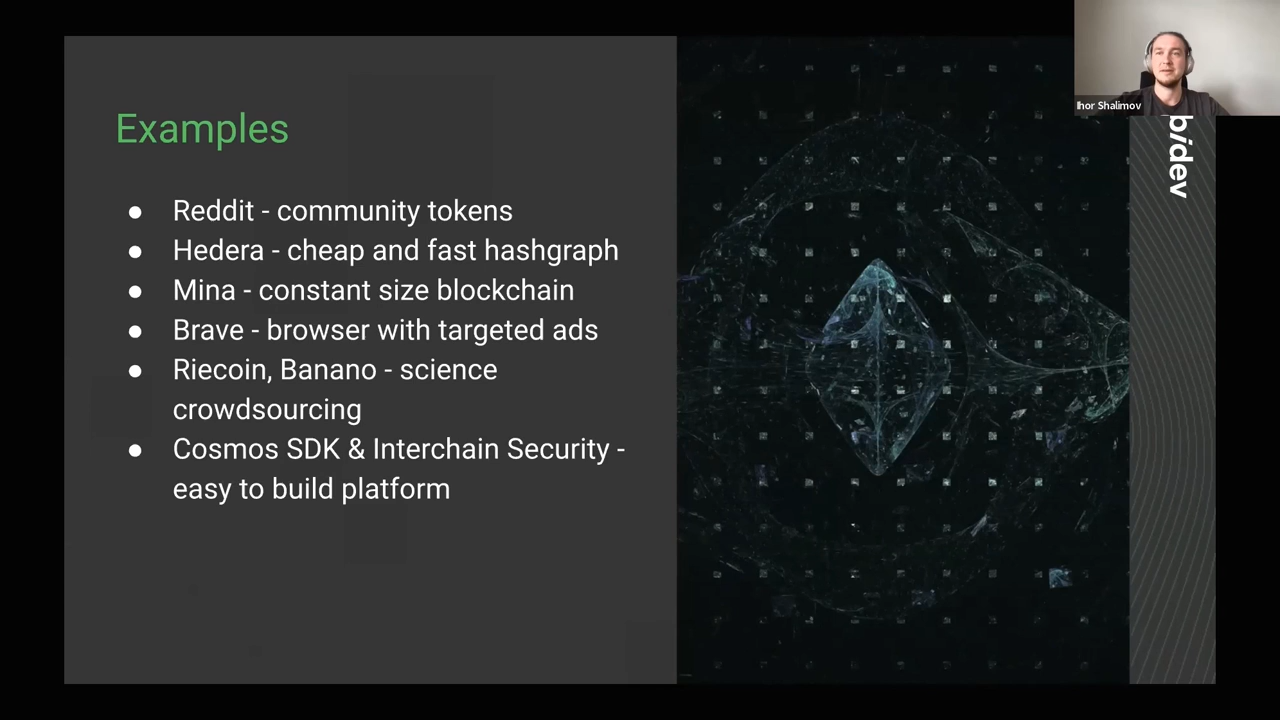 Examples
● Reddit - community tokens
● Hedera - cheap and fast hashgraph
● Mina - constant size blockchain
● Brave - browser with targeted ads
● Riecoin, Banano - science
crowdsourcing
● Cosmos SDK & Interchain Security -
easy to build platform
Ihor Shalimov
bidev